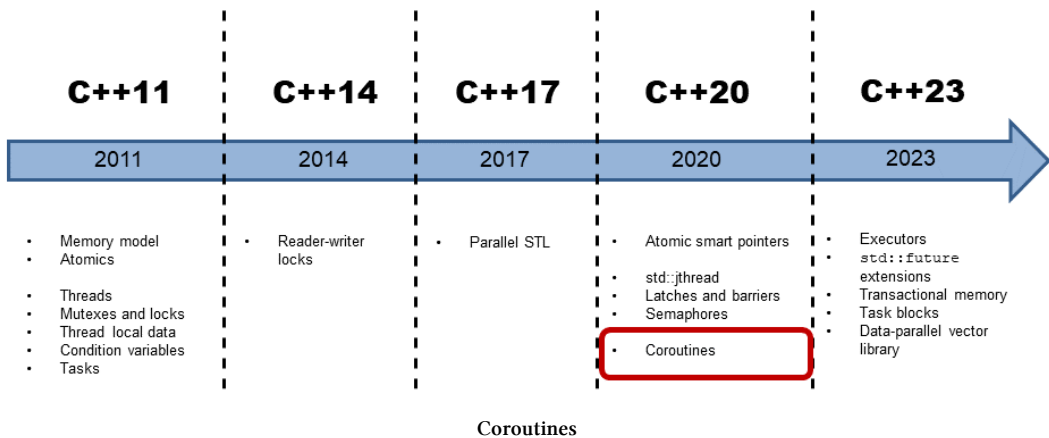 C++11
C++14
C++17
C++20
C++23
2011
2014
2017
2020
2023
• Memory model
• Atomics
• Threads
• Mutexes and locks
• Thread local data
• Condition variables
• Tasks
• Reader-writer
locks
• Parallel STL
• Atomic smart pointers
• std::jthread
• Latches and barriers
• Semaphores
• Coroutines
• Executors
• std::future
extensions
• Transactional memory
• Task blocks
• Data-parallel vector
library
Coroutines